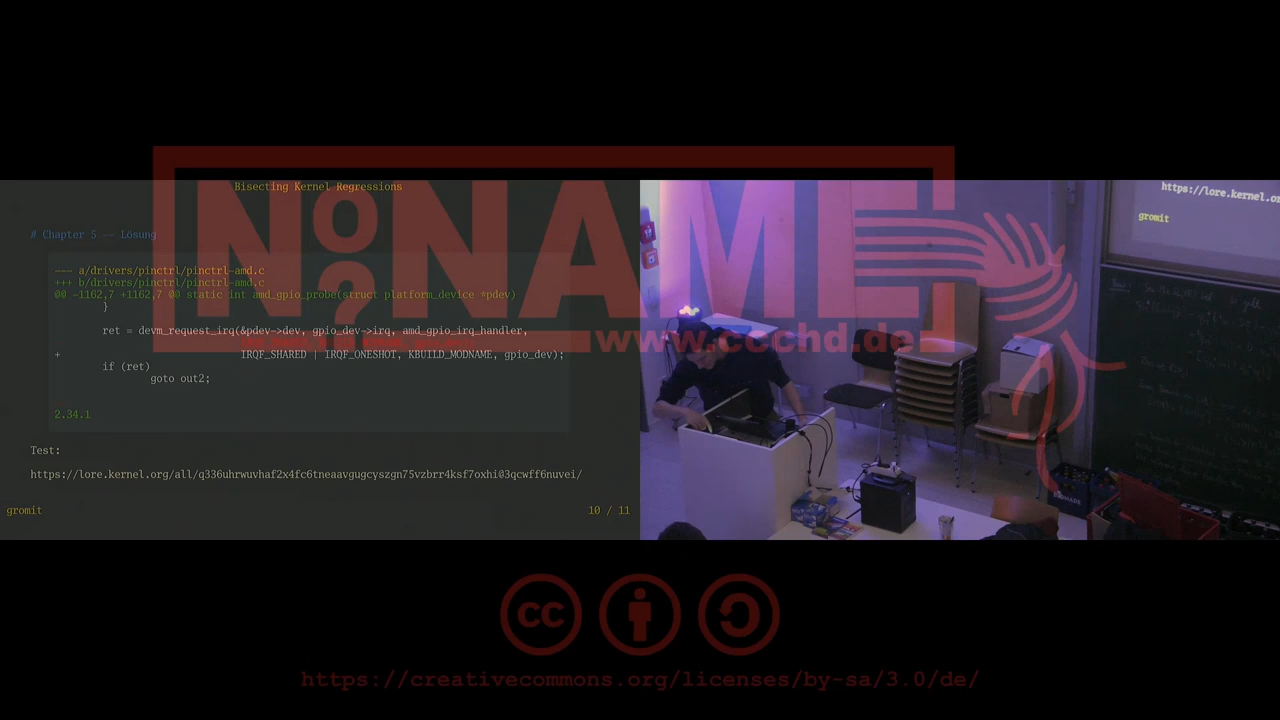 Bisecting Kernel Regressions
# Chapter 5 -- Lösung
--- a/drivers/pinctrl/pinctrl-amd.c
+++ b/drivers/pinctrl/pinctrl-amd.c
@@ -1162,7 +1162,7 @@ static int amd_gpio_probe(struct platform_device *pdev)
}
ret = devm_request_irq(&pdev->dev, gpio_dev->irq, amd_gpio_irq_handler,
+ IRQF_SHARED | IRQF_ONESHOT, KBUILD_MODNAME, gpio_dev);
if (ret)
goto out2;
2.34.1
Test:
https://lore.kernel.org/all/q336uhrwuvhaf2x4fc6tneaavgugcyszgn75vzbrr4ksf7oxhi@3qcwff6nuvei/
gromit
10 / 11
NoNAME
www.ccchd.de
https://lore.kernel.o
gromit
cc
https://creativecommons.org/licenses/by-sa/3.0/de/